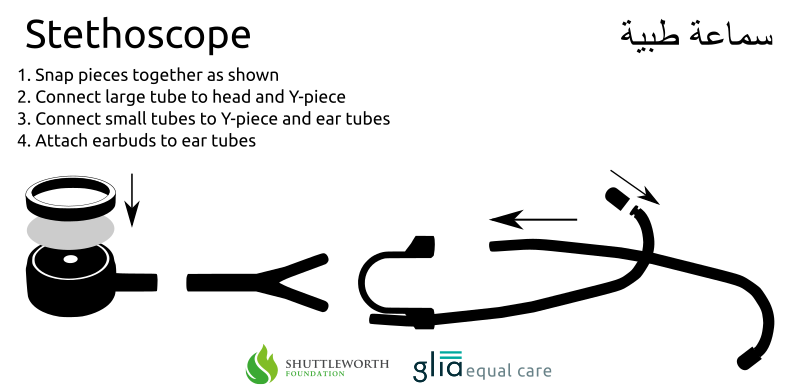 Stethoscope
سماعة طبية
1. Snap pieces together as shown
2. Connect large tube to head and Y-piece
3. Connect small tubes to Y-piece and ear tubes
4. Attach earbuds to ear tubes
SHUTTLEWORTH
FOUNDATION
glia equal care